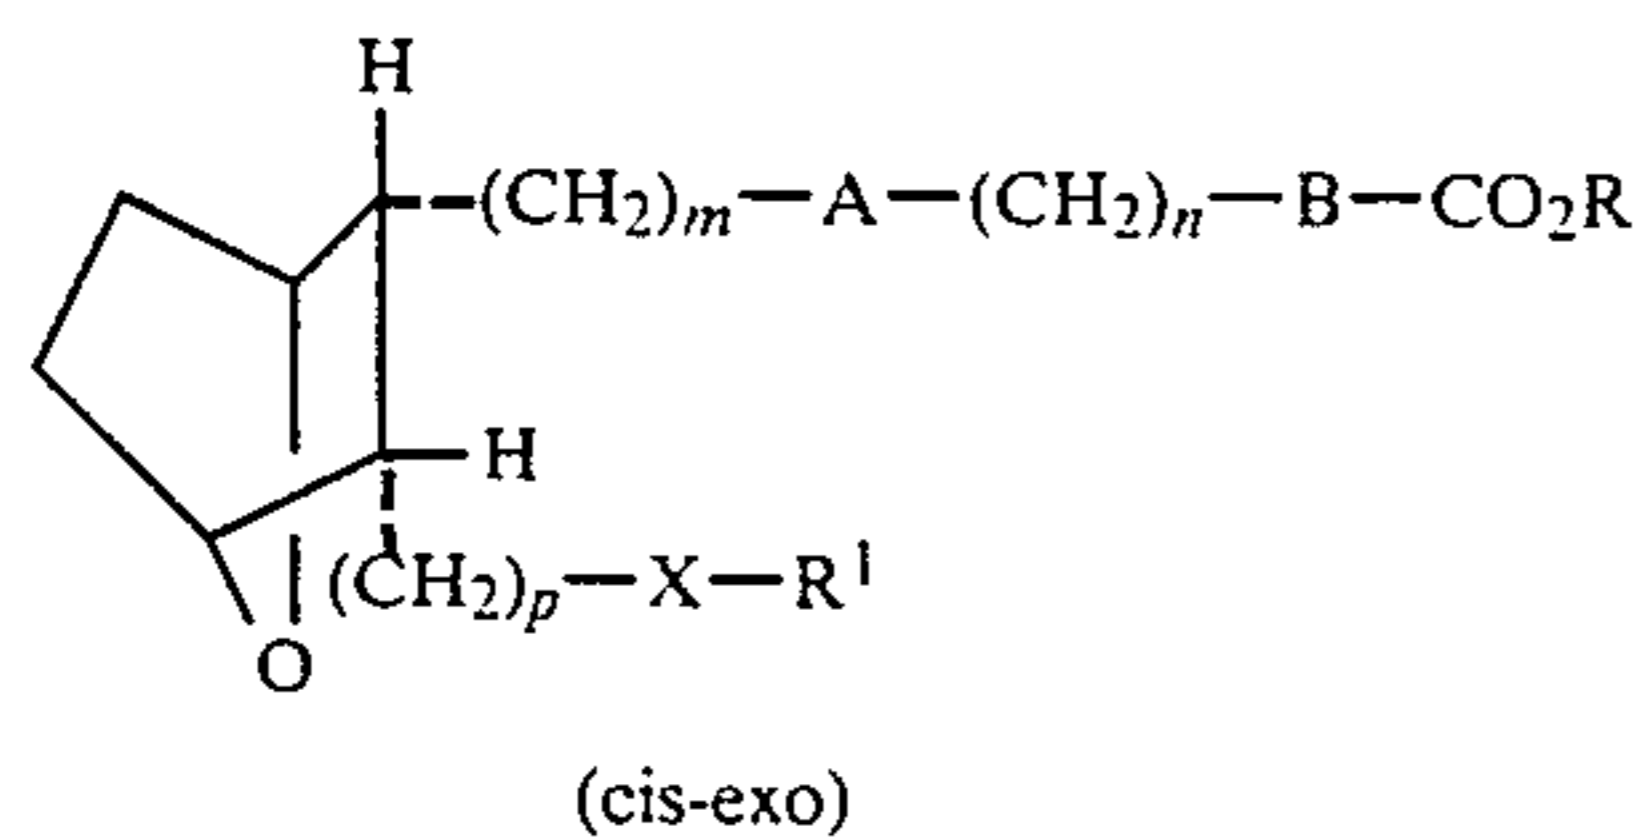 H
(CH₂)ₘ—A—(CH₂)ₙ—B—CO₂R
H
(CH₂)ₚ—X—R¹
O
(cis-exo)